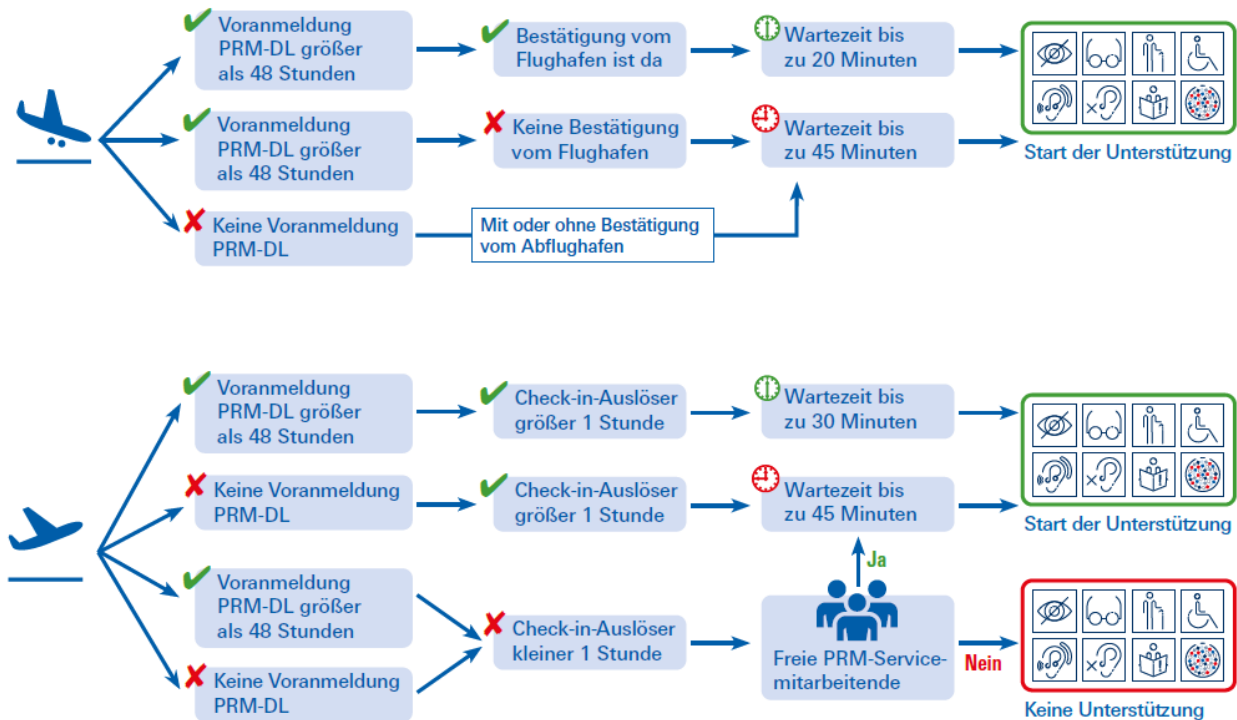 Voranmeldung
PRM-DL größer
als 48 Stunden
Bestätigung vom
Flughafen ist da
Wartezeit bis
zu 20 Minuten
Voranmeldung
PRM-DL größer
als 48 Stunden
Keine Bestätigung
vom Flughafen
Wartezeit bis
zu 45 Minuten
Start der Unterstützung
Keine Voranmeldung
PRM-DL
Mit oder ohne Bestätigung
vom Abflughafen
Voranmeldung
PRM-DL größer
als 48 Stunden
Check-in-Auslöser
größer 1 Stunde
Wartezeit bis
zu 30 Minuten
Keine Voranmeldung
PRM-DL
Check-in-Auslöser
größer 1 Stunde
Wartezeit bis
zu 45 Minuten
Start der Unterstützung
Ja
Voranmeldung
PRM-DL größer
als 48 Stunden
Keine Voranmeldung
PRM-DL
Check-in-Auslöser
kleiner 1 Stunde
Freie PRM-Service-
mitarbeitende
Nein
Keine Unterstützung